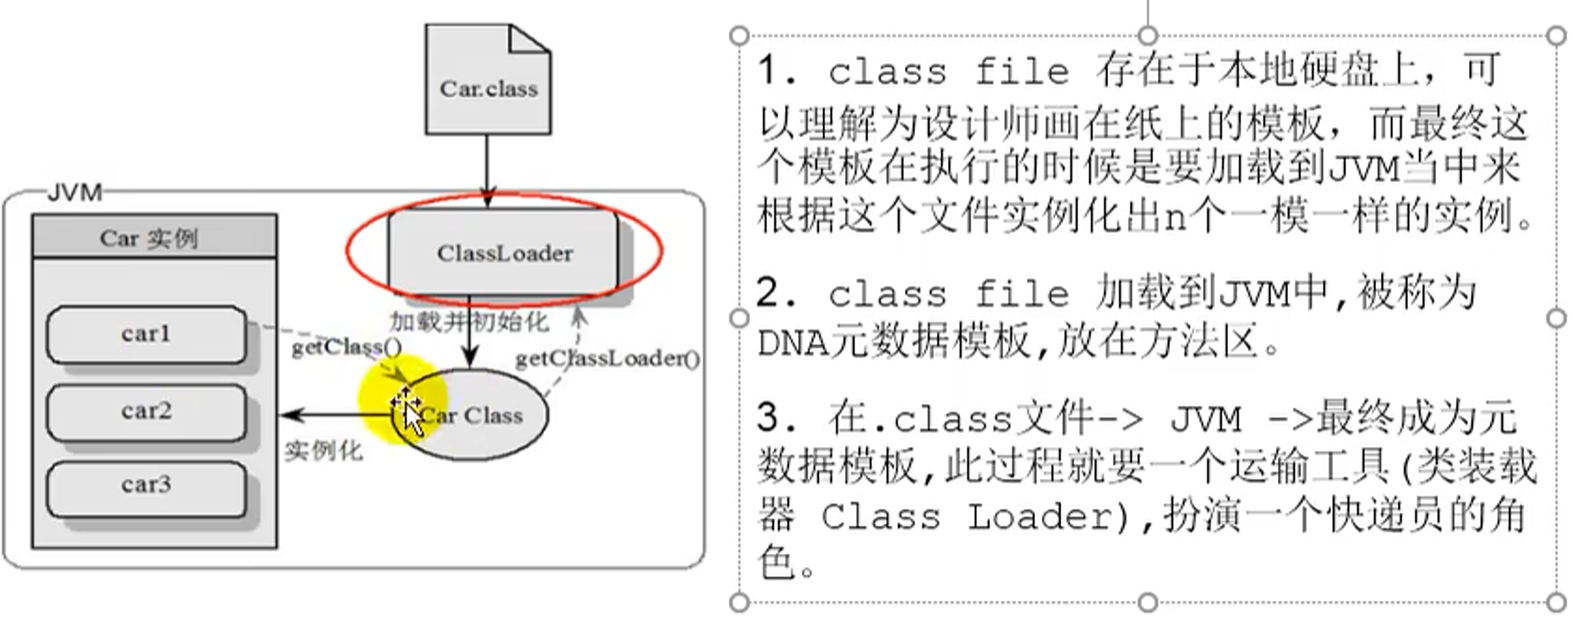 Car.class
JVM
Car 实例
ClassLoader
加载并初始化
car1
getClass()
getClassLoader()
car2
Car Class
实例化
car3
1. class file 存在于本地硬盘上，可
以理解为设计师画在纸上的模板，而最终这
个模板在执行的时候是要加载到JVM当中来
根据这个文件实例化出n个一模一样的实例。
2. class file 加载到JVM中,被称为
DNA元数据模板,放在方法区。
3. 在.class文件-> JVM ->最终成为元
数据模板,此过程就要一个运输工具(类装载
器 Class Loader),扮演一个快递员的角
色。